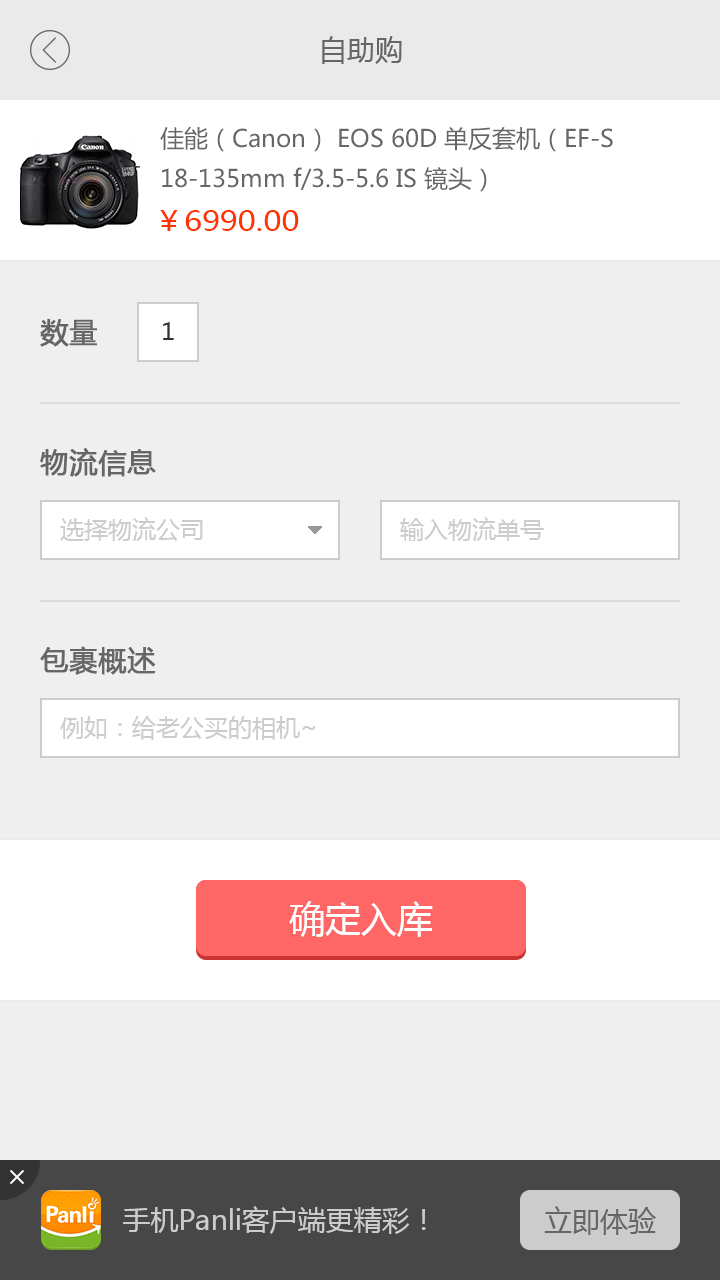 自助购
Canon
佳能（Canon） EOS 60D 单反套机（EF-S
18-135mm f/3.5-5.6 IS 镜头）
¥ 6990.00
数量 1
物流信息
选择物流公司 输入物流单号
包裹概述
例如：给老公买的相机~
确定入库
Panli 手机Panli客户端更精彩！ 立即体验